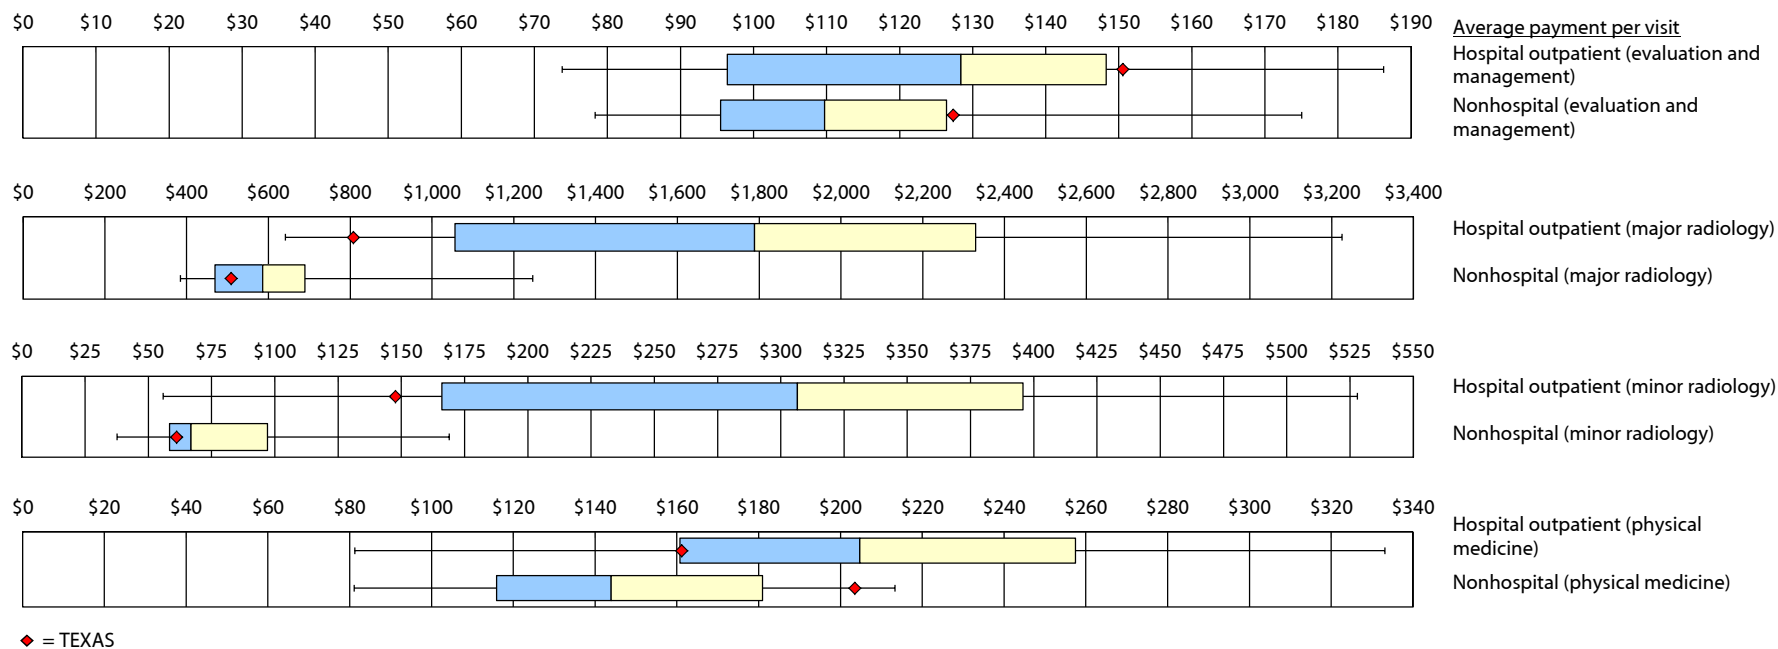 $0 $10 $20 $30 $40 $50 $60 $70 $80 $90 $100 $110 $120 $130 $140 $150 $160 $170 $180 $190
Average payment per visit
Hospital outpatient (evaluation and
management)
Nonhospital (evaluation and
management)
$0 $200 $400 $600 $800 $1,000 $1,200 $1,400 $1,600 $1,800 $2,000 $2,200 $2,400 $2,600 $2,800 $3,000 $3,200 $3,400
Hospital outpatient (major radiology)
Nonhospital (major radiology)
$0 $25 $50 $75 $100 $125 $150 $175 $200 $225 $250 $275 $300 $325 $350 $375 $400 $425 $450 $475 $500 $525 $550
Hospital outpatient (minor radiology)
Nonhospital (minor radiology)
$0 $20 $40 $60 $80 $100 $120 $140 $160 $180 $200 $220 $240 $260 $280 $300 $320 $340
Hospital outpatient (physical
medicine)
Nonhospital (physical medicine)
= TEXAS